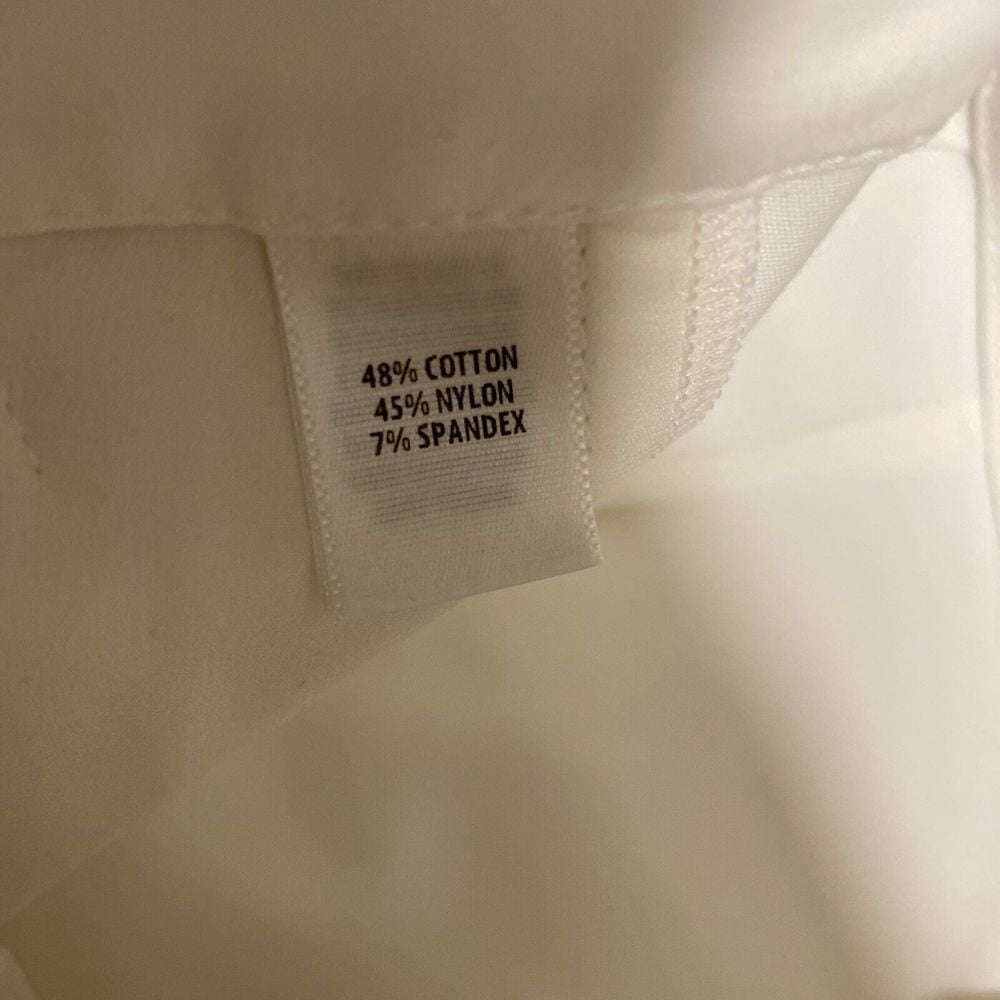 48% COTTON
45% NYLON
7% SPANDEX